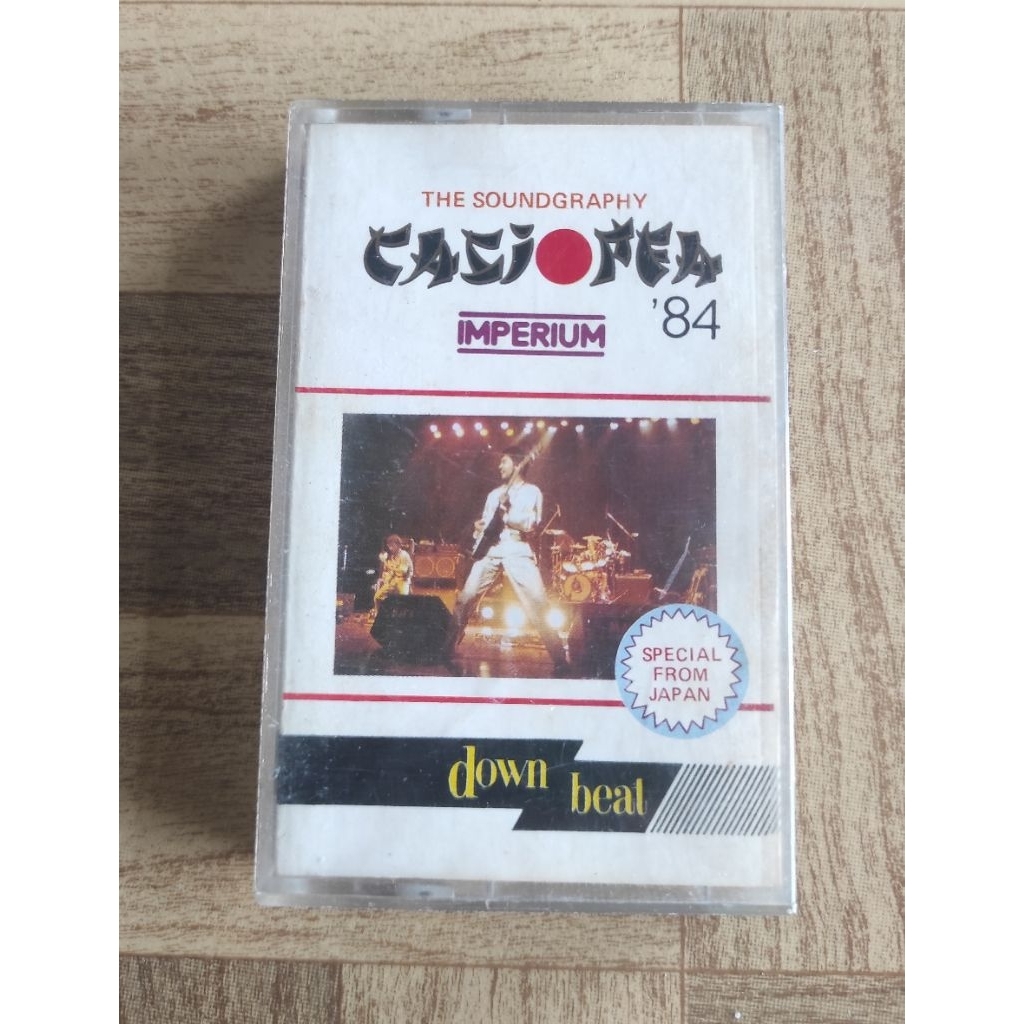 THE SOUNDGRAPHY
CASIOPEA
'84
IMPERIUM
SPECIAL
FROM
JAPAN
down
beat